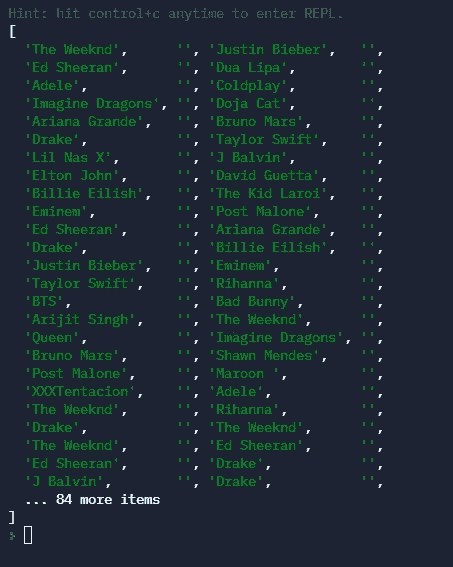 Hint: hit control+c anytime to enter REPL.
[
  'The Weeknd',      '', 'Justin Bieber',   '',
  'Ed Sheeran',      '', 'Dua Lipa',        '',
  'Adele',           '', 'Coldplay',        '',
  'Imagine Dragons', '', 'Doja Cat',        '',
  'Ariana Grande',   '', 'Bruno Mars',      '',
  'Drake',           '', 'Taylor Swift',    '',
  'Lil Nas X',       '', 'J Balvin',        '',
  'Elton John',      '', 'David Guetta',    '',
  'Billie Eilish',   '', 'The Kid Laroi',   '',
  'Eminem',          '', 'Post Malone',     '',
  'Ed Sheeran',      '', 'Ariana Grande',   '',
  'Drake',           '', 'Billie Eilish',   '',
  'Justin Bieber',   '', 'Eminem',          '',
  'Taylor Swift',    '', 'Rihanna',         '',
  'BTS',             '', 'Bad Bunny',       '',
  'Arijit Singh',    '', 'The Weeknd',      '',
  'Queen',           '', 'Imagine Dragons', '',
  'Bruno Mars',      '', 'Shawn Mendes',    '',
  'Post Malone',     '', 'Maroon ',         '',
  'XXXTentacion',    '', 'Adele',           '',
  'The Weeknd',      '', 'Rihanna',         '',
  'Drake',           '', 'The Weeknd',      '',
  'The Weeknd',      '', 'Ed Sheeran',      '',
  'Ed Sheeran',      '', 'Drake',           '',
  'J Balvin',        '', 'Drake',           '',
  ... 84 more items
]
>